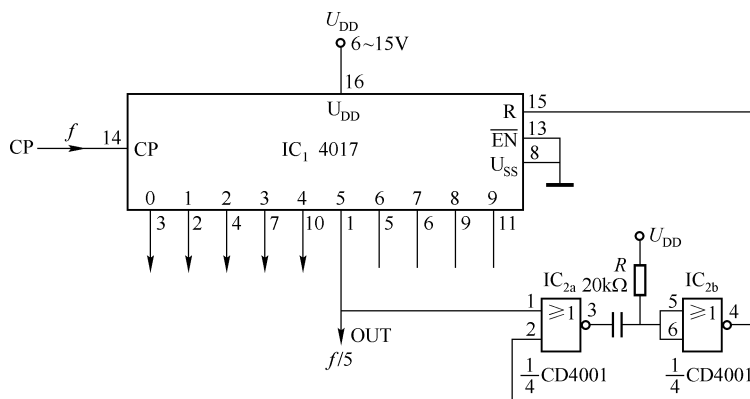 U_DD
6~15V
16
U_DD
R
15
f
14
CP
CP
IC₁ 4017
E̅N̅
13
U_SS
8
0 1 2 3 4 5 6 7 8 9
3 2 4 7 10 1 5 6 9 11
U_DD
R
20kΩ
IC_2a
IC_2b
1
≥1
3
5
≥1
4
2
6
OUT
f/5
1/4 CD4001
1/4 CD4001